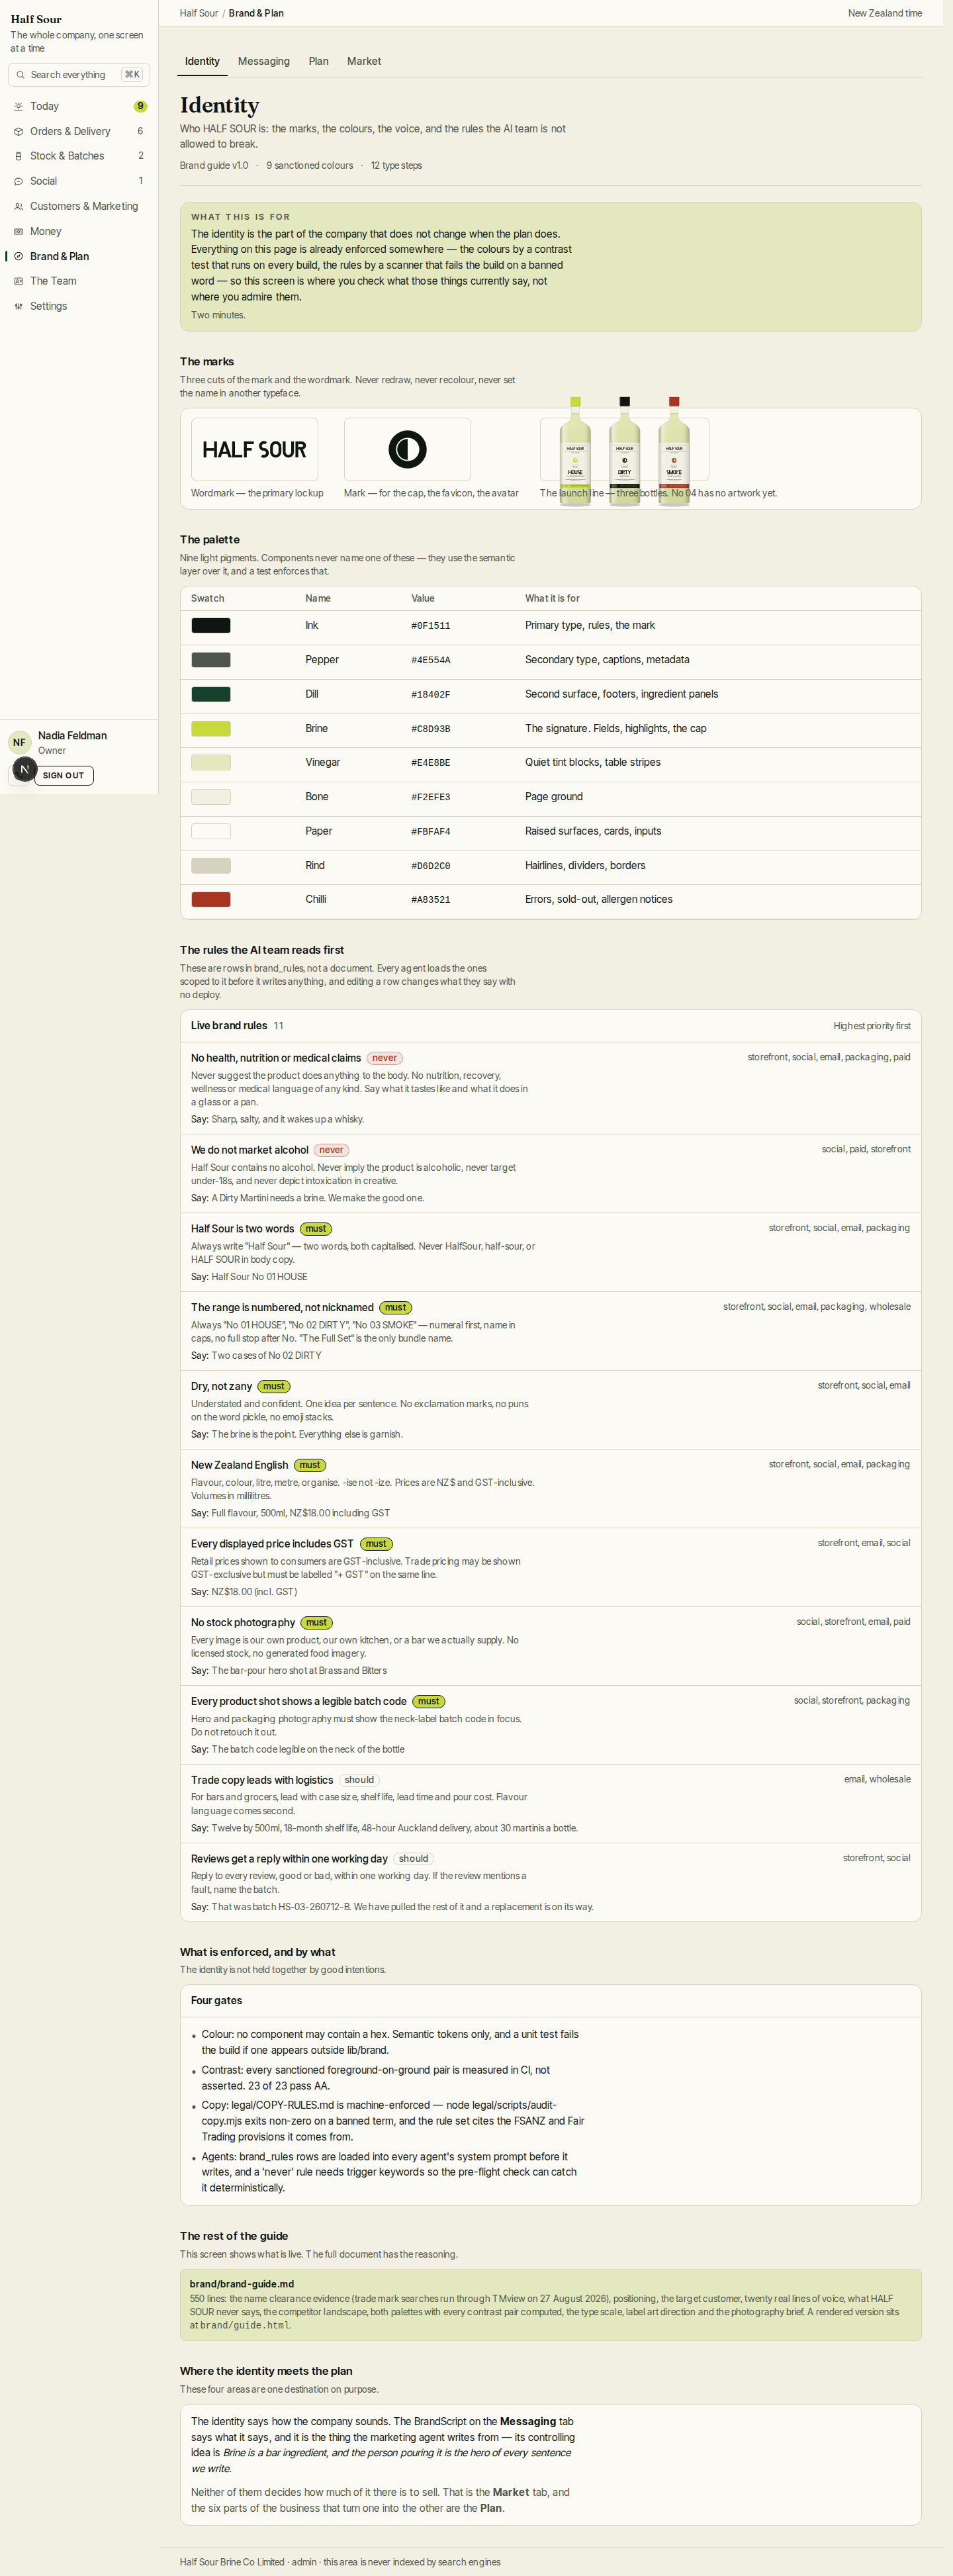 Half Sour
The whole company, one screen
at a time
Search everything ⌘K
Today 9
Orders & Delivery 6
Stock & Batches 2
Social 1
Customers & Marketing
Money
Brand & Plan
The Team
Settings
NF
Nadia Feldman
Owner
N
SIGN OUT
Half Sour / Brand & Plan
New Zealand time
Identity Messaging Plan Market
Identity
Who HALF SOUR is: the marks, the colours, the voice, and the rules the AI team is not
allowed to break.
Brand guide v1.0 · 9 sanctioned colours · 12 type steps
WHAT THIS IS FOR
The identity is the part of the company that does not change when the plan does.
Everything on this page is already enforced somewhere — the colours by a contrast
test that runs on every build, the rules by a scanner that fails the build on a banned
word — so this screen is where you check what those things currently say, not
where you admire them.
Two minutes.
The marks
Three cuts of the mark and the wordmark. Never redraw, never recolour, never set
the name in another typeface.
HALF SOUR
HALF SOUR
HOUSE
HALF SOUR
DIRTY
HALF SOUR
SMOKE
Wordmark — the primary lockup
Mark — for the cap, the favicon, the avatar
The launch line — three bottles. No 04 has no artwork yet.
The palette
Nine light pigments. Components never name one of these — they use the semantic
layer over it, and a test enforces that.
Swatch Name Value What it is for
Ink #0F1511 Primary type, rules, the mark
Pepper #4E554A Secondary type, captions, metadata
Dill #18402F Second surface, footers, ingredient panels
Brine #C8D93B The signature. Fields, highlights, the cap
Vinegar #E4E8BE Quiet tint blocks, table stripes
Bone #F2EFE3 Page ground
Paper #FBFAF4 Raised surfaces, cards, inputs
Rind #D6D2C0 Hairlines, dividers, borders
Chilli #A83521 Errors, sold-out, allergen notices
The rules the AI team reads first
These are rows in brand_rules, not a document. Every agent loads the ones
scoped to it before it writes anything, and editing a row changes what they say with
no deploy.
Live brand rules 11
Highest priority first
No health, nutrition or medical claims never
storefront, social, email, packaging, paid
Never suggest the product does anything to the body. No nutrition, recovery,
wellness or medical language of any kind. Say what it tastes like and what it does in
a glass or a pan.
Say: Sharp, salty, and it wakes up a whisky.
We do not market alcohol never
social, paid, storefront
Half Sour contains no alcohol. Never imply the product is alcoholic, never target
under-18s, and never depict intoxication in creative.
Say: A Dirty Martini needs a brine. We make the good one.
Half Sour is two words must
storefront, social, email, packaging
Always write "Half Sour" — two words, both capitalised. Never HalfSour, half-sour, or
HALF SOUR in body copy.
Say: Half Sour No 01 HOUSE
The range is numbered, not nicknamed must
storefront, social, email, packaging, wholesale
Always "No 01 HOUSE", "No 02 DIRTY", "No 03 SMOKE" — numeral first, name in
caps, no full stop after No. "The Full Set" is the only bundle name.
Say: Two cases of No 02 DIRTY
Dry, not zany must
storefront, social, email
Understated and confident. One idea per sentence. No exclamation marks, no puns
on the word pickle, no emoji stacks.
Say: The brine is the point. Everything else is garnish.
New Zealand English must
storefront, social, email, packaging
Flavour, colour, litre, metre, organise. -ise not -ize. Prices are NZ$ and GST-inclusive.
Volumes in millilitres.
Say: Full flavour, 500ml, NZ$18.00 including GST
Every displayed price includes GST must
storefront, email, social
Retail prices shown to consumers are GST-inclusive. Trade pricing may be shown
GST-exclusive but must be labelled "+ GST" on the same line.
Say: NZ$18.00 (incl. GST)
No stock photography must
social, storefront, email, paid
Every image is our own product, our own kitchen, or a bar we actually supply. No
licensed stock, no generated food imagery.
Say: The bar-pour hero shot at Brass and Bitters
Every product shot shows a legible batch code must
social, storefront, packaging
Hero and packaging photography must show the neck-label batch code in focus.
Do not retouch it out.
Say: The batch code legible on the neck of the bottle
Trade copy leads with logistics should
email, wholesale
For bars and grocers, lead with case size, shelf life, lead time and pour cost. Flavour
language comes second.
Say: Twelve by 500ml, 18-month shelf life, 48-hour Auckland delivery, about 30 martinis a bottle.
Reviews get a reply within one working day should
storefront, social
Reply to every review, good or bad, within one working day. If the review mentions a
fault, name the batch.
Say: That was batch HS-03-260712-B. We have pulled the rest of it and a replacement is on its way.
What is enforced, and by what
The identity is not held together by good intentions.
Four gates
• Colour: no component may contain a hex. Semantic tokens only, and a unit test fails
the build if one appears outside lib/brand.
• Contrast: every sanctioned foreground-on-ground pair is measured in CI, not
asserted. 23 of 23 pass AA.
• Copy: legal/COPY-RULES.md is machine-enforced — node legal/scripts/audit-
copy.mjs exits non-zero on a banned term, and the rule set cites the FSANZ and Fair
Trading provisions it comes from.
• Agents: brand_rules rows are loaded into every agent's system prompt before it
writes, and a 'never' rule needs trigger keywords so the pre-flight check can catch
it deterministically.
The rest of the guide
This screen shows what is live. The full document has the reasoning.
brand/brand-guide.md
550 lines: the name clearance evidence (trade mark searches run through TMview on 27 August 2026), positioning, the target customer, twenty real lines of voice, what HALF
SOUR never says, the competitor landscape, both palettes with every contrast pair computed, the type scale, label art direction and the photography brief. A rendered version sits
at brand/guide.html.
Where the identity meets the plan
These four areas are one destination on purpose.
The identity says how the company sounds. The BrandScript on the Messaging tab
says what it says, and it is the thing the marketing agent writes from — its controlling
idea is Brine is a bar ingredient, and the person pouring it is the hero of every sentence
we write.
Neither of them decides how much of it there is to sell. That is the Market tab, and
the six parts of the business that turn one into the other are the Plan.
Half Sour Brine Co Limited · admin · this area is never indexed by search engines